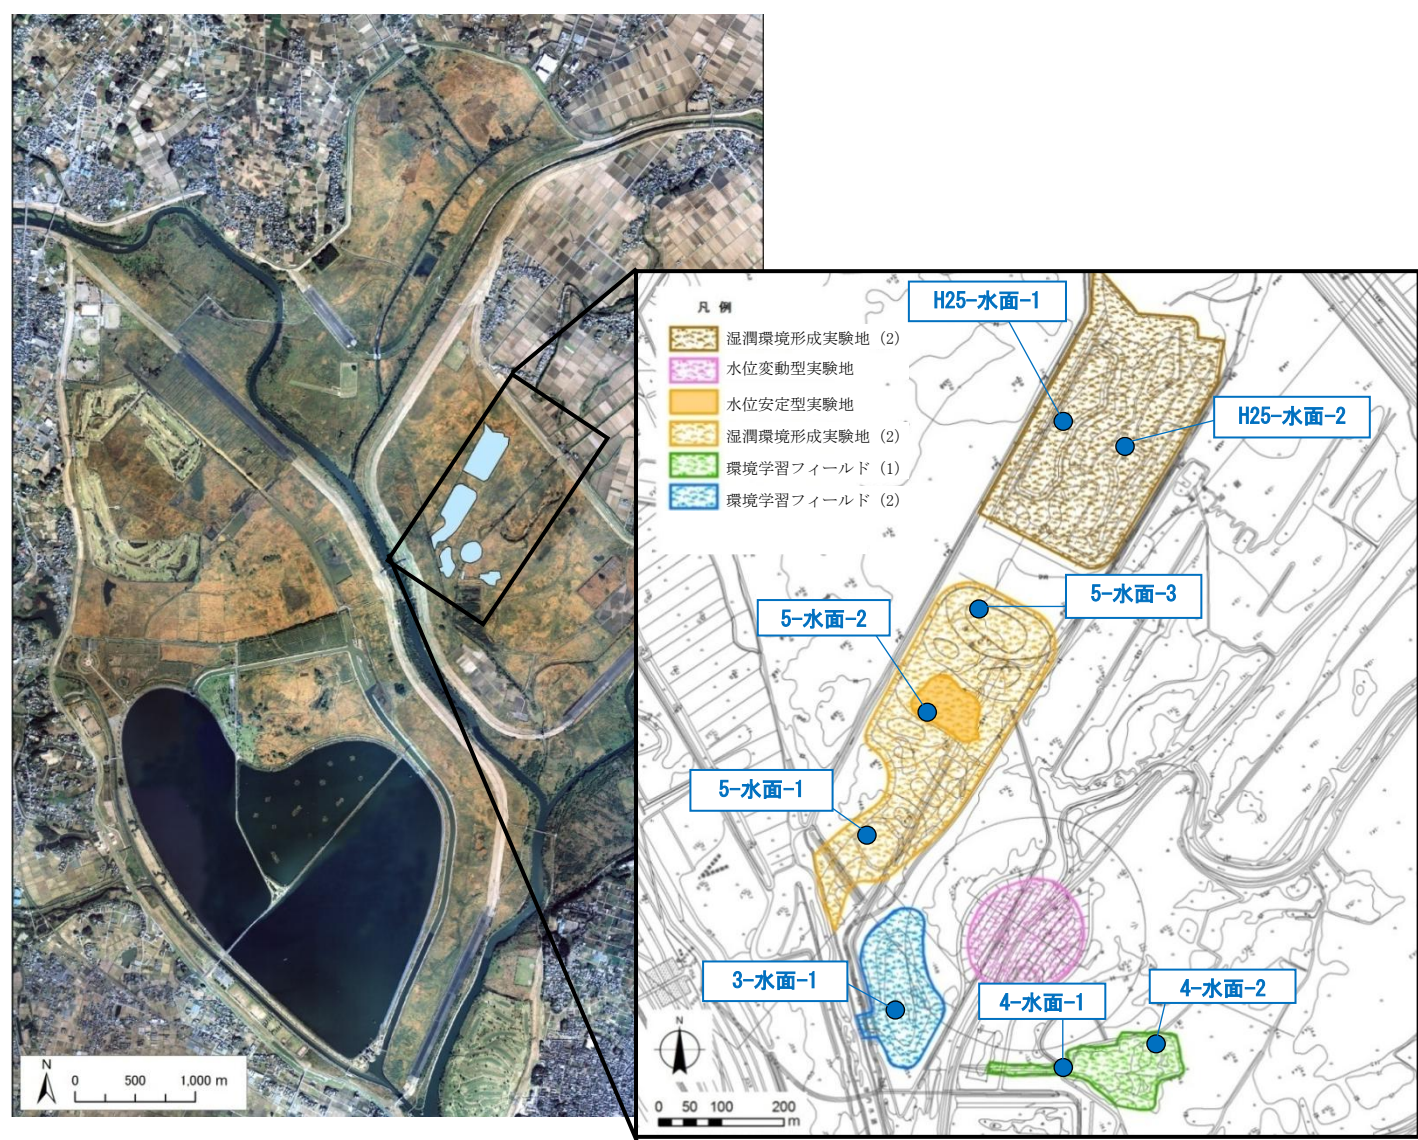 凡 例
湿潤環境形成実験地 (2)
水位変動型実験地
水位安定型実験地
湿潤環境形成実験地 (2)
環境学習フィールド (1)
環境学習フィールド (2)
H25-水面-1
H25-水面-2
5-水面-3
5-水面-2
5-水面-1
3-水面-1
4-水面-1
4-水面-2
N
0 500 1,000 m
N
0 50 100 200
m